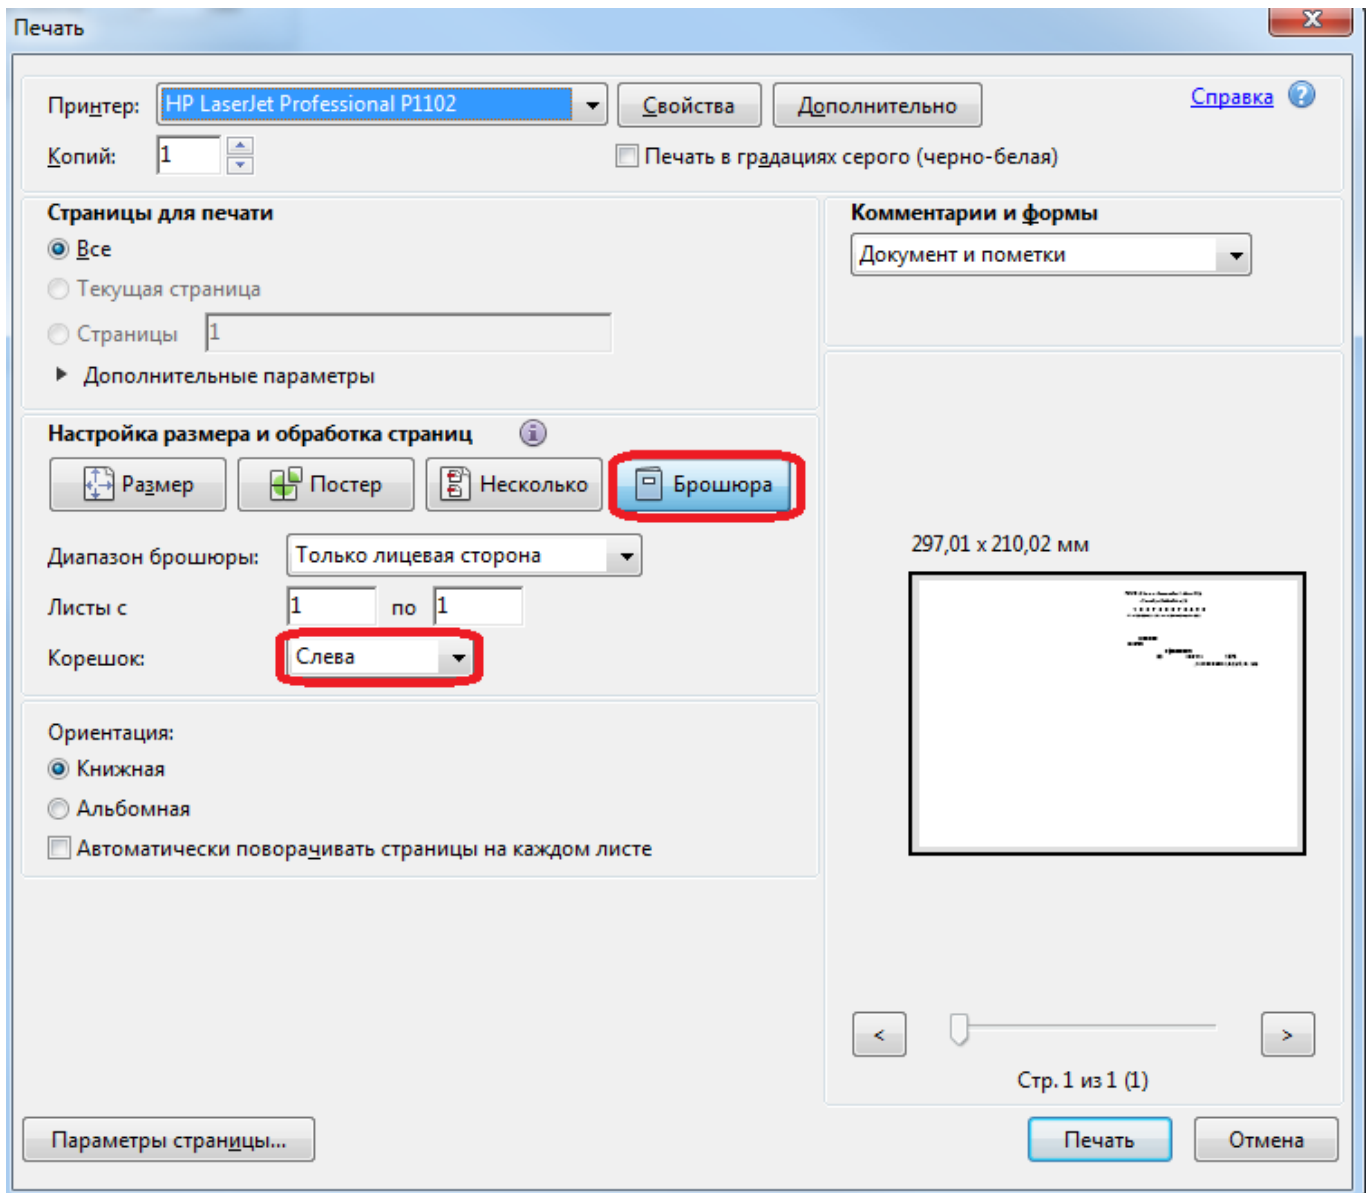 Печать
Принтер: HP LaserJet Professional P1102 Свойства Дополнительно Справка
Копий: 1 Печать в градациях серого (черно-белая)
Страницы для печати
Все
Текущая страница
Страницы 1
Дополнительные параметры
Комментарии и формы
Документ и пометки
Настройка размера и обработка страниц
Размер Постер Несколько Брошюра
Диапазон брошюры: Только лицевая сторона
Листы с 1 по 1
Корешок: Слева
Ориентация:
Книжная
Альбомная
Автоматически поворачивать страницы на каждом листе
297,01 x 210,02 мм
< >
Стр. 1 из 1 (1)
Параметры страницы... Печать Отмена